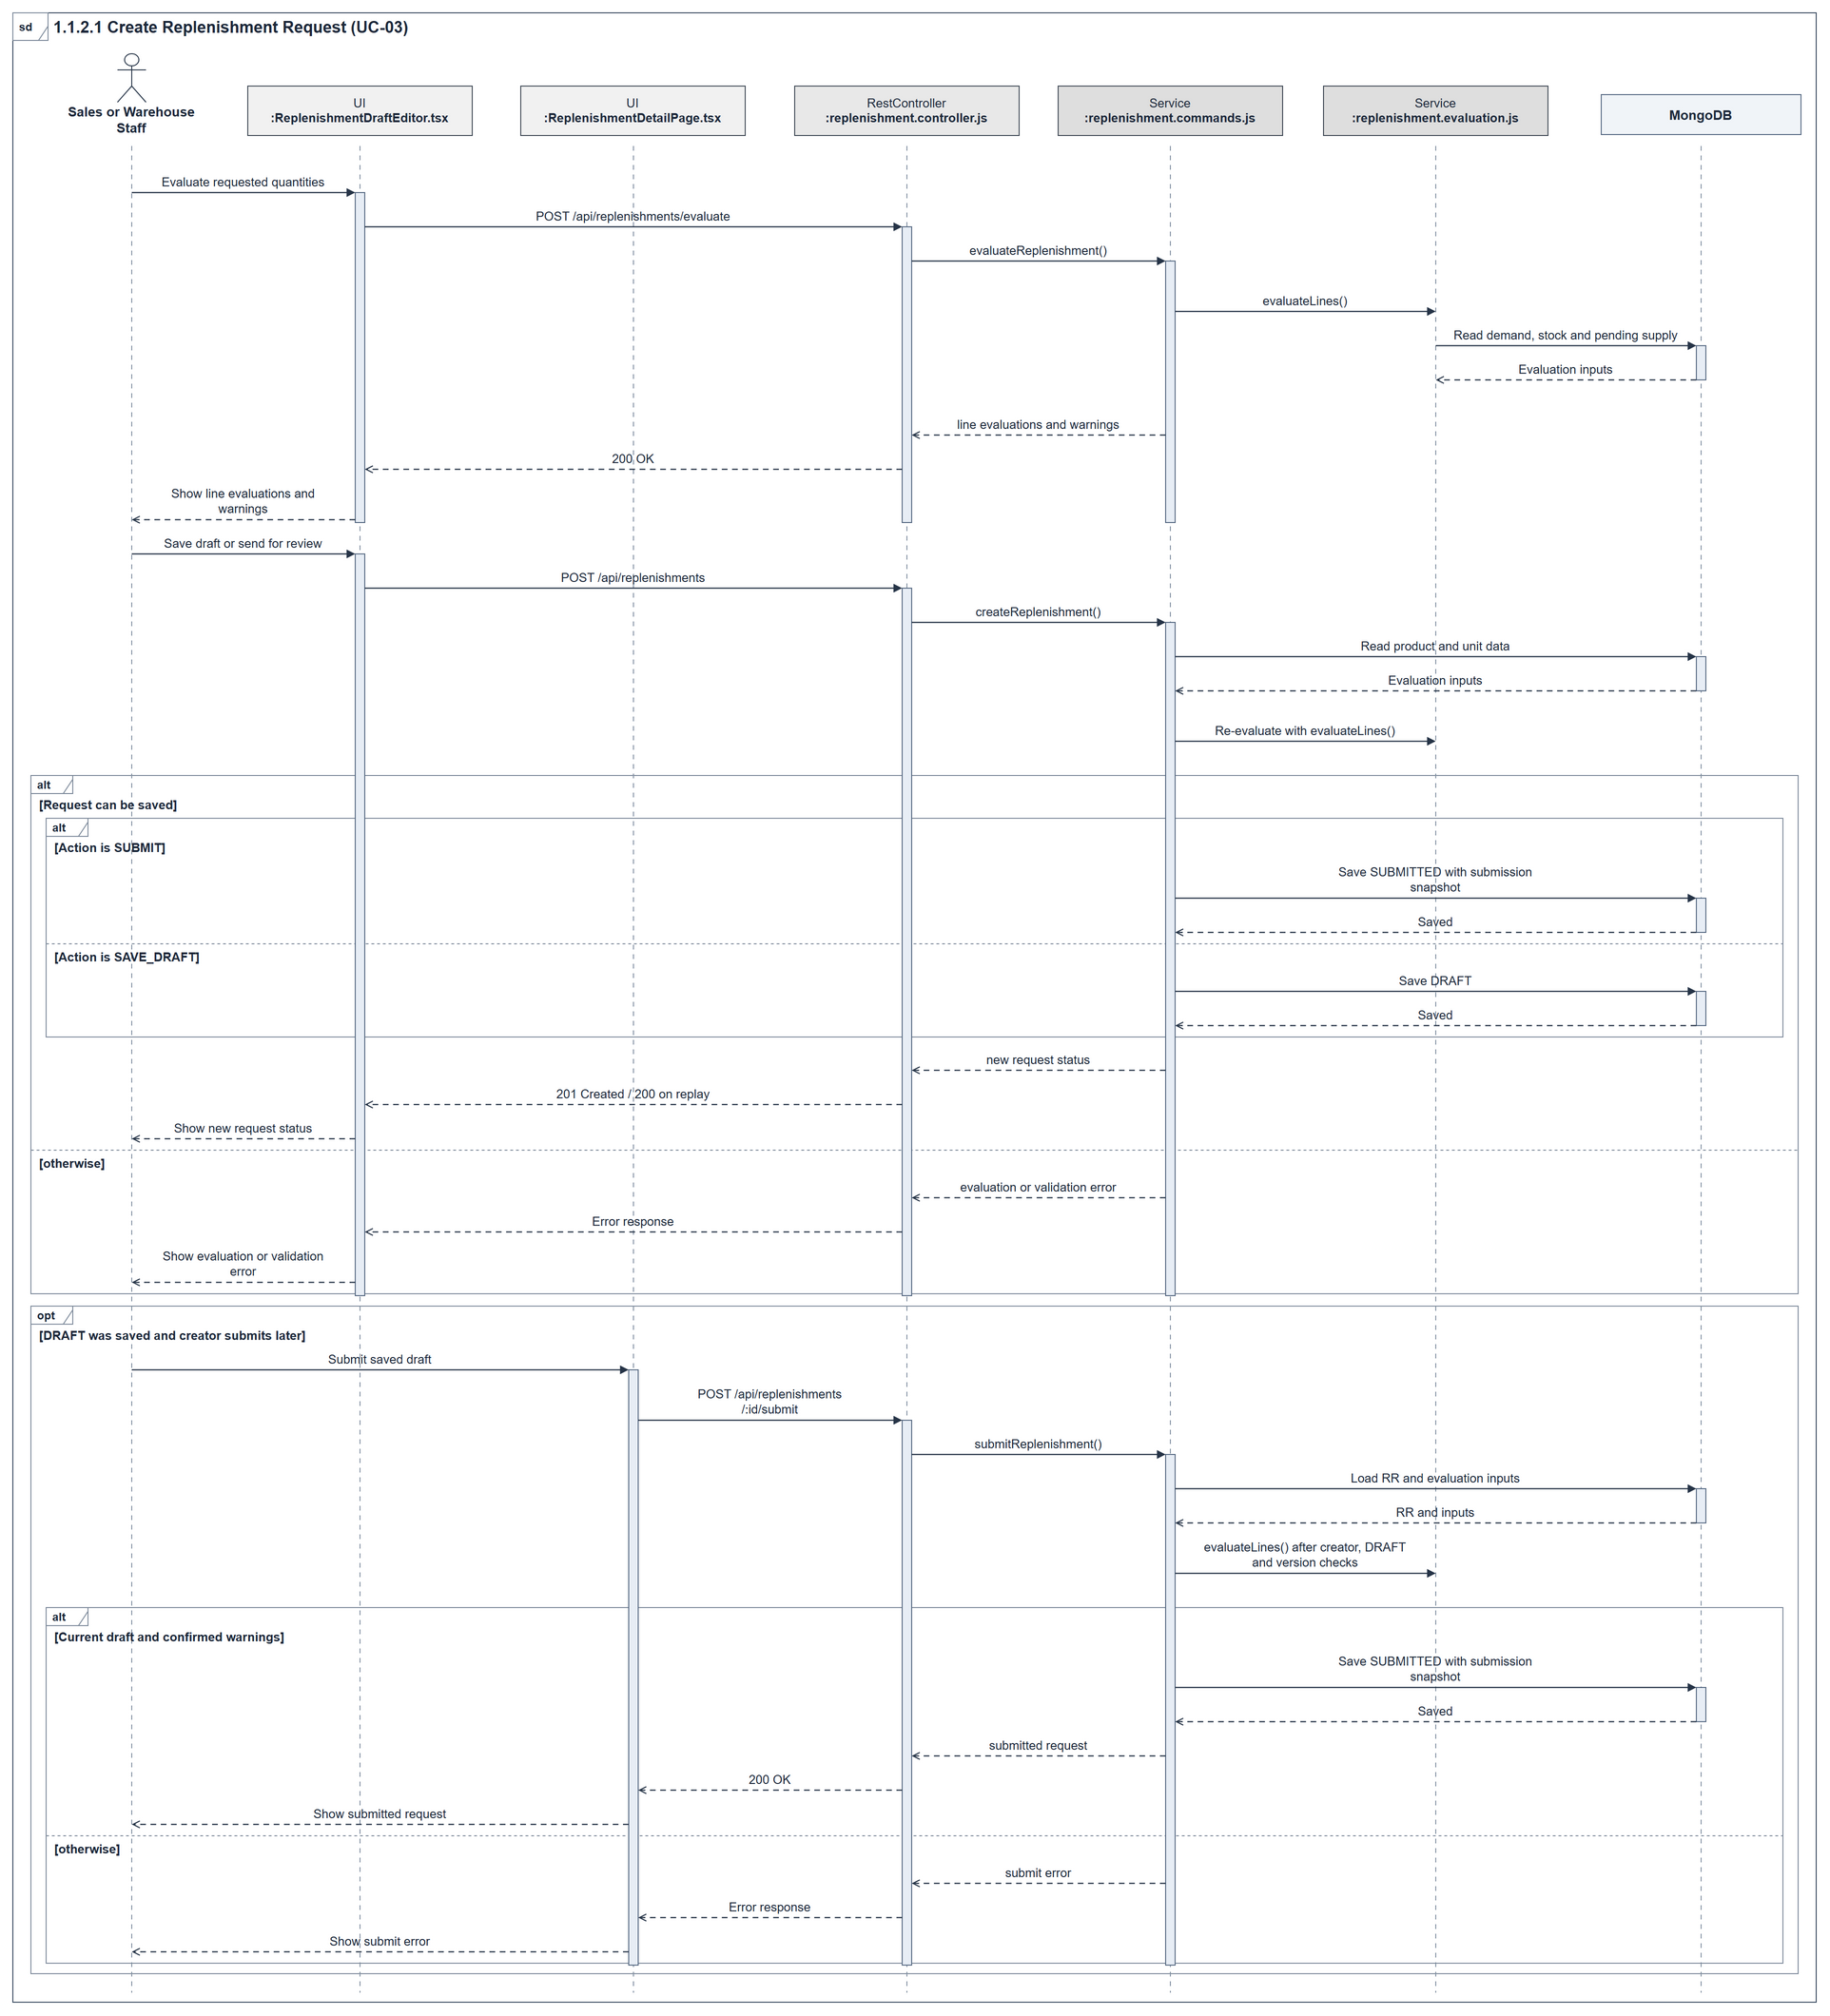 sd
1.1.2.1 Create Replenishment Request (UC-03)
Sales or Warehouse
Staff
UI
:ReplenishmentDraftEditor.tsx
UI
:ReplenishmentDetailPage.tsx
RestController
:replenishment.controller.js
Service
:replenishment.commands.js
Service
:replenishment.evaluation.js
MongoDB
Evaluate requested quantities
POST /api/replenishments/evaluate
evaluateReplenishment()
evaluateLines()
Read demand, stock and pending supply
Evaluation inputs
line evaluations and warnings
200 OK
Show line evaluations and
warnings
Save draft or send for review
POST /api/replenishments
createReplenishment()
Read product and unit data
Evaluation inputs
Re-evaluate with evaluateLines()
alt
[Request can be saved]
alt
[Action is SUBMIT]
Save SUBMITTED with submission
snapshot
Saved
[Action is SAVE_DRAFT]
Save DRAFT
Saved
new request status
201 Created / 200 on replay
Show new request status
[otherwise]
evaluation or validation error
Error response
Show evaluation or validation
error
opt
[DRAFT was saved and creator submits later]
Submit saved draft
POST /api/replenishments
/:id/submit
submitReplenishment()
Load RR and evaluation inputs
RR and inputs
evaluateLines() after creator, DRAFT
and version checks
alt
[Current draft and confirmed warnings]
Save SUBMITTED with submission
snapshot
Saved
submitted request
200 OK
Show submitted request
[otherwise]
submit error
Error response
Show submit error